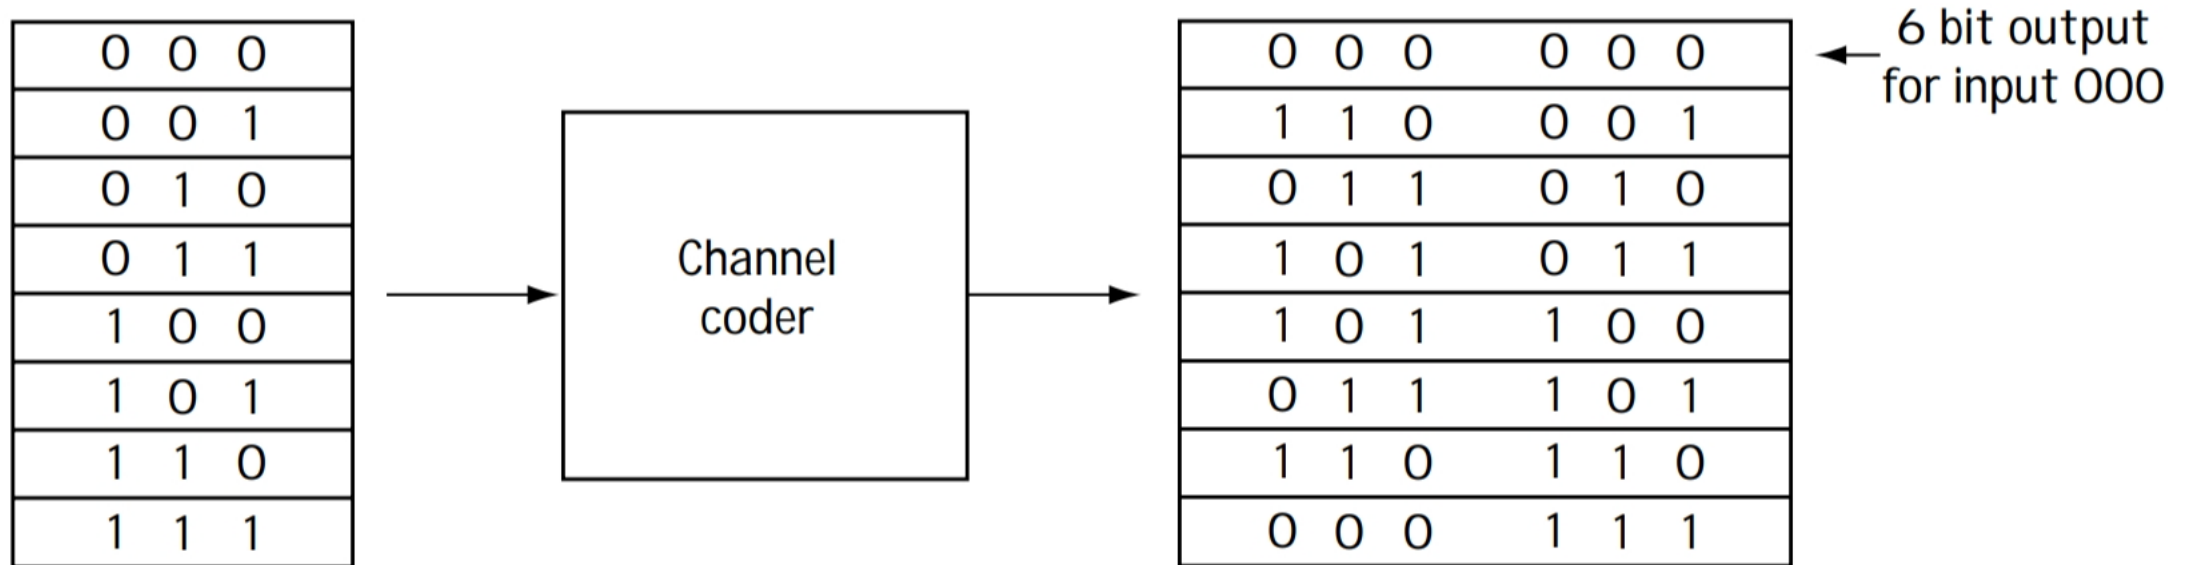 0 0 0
0 0 1
0 1 0
0 1 1
1 0 0
1 0 1
1 1 0
1 1 1
Channel
coder
0 0 0 0 0 0
1 1 0 0 0 1
0 1 1 0 1 0
1 0 1 0 1 1
1 0 1 1 0 0
0 1 1 1 0 1
1 1 0 1 1 0
0 0 0 1 1 1
6 bit output
for input 000